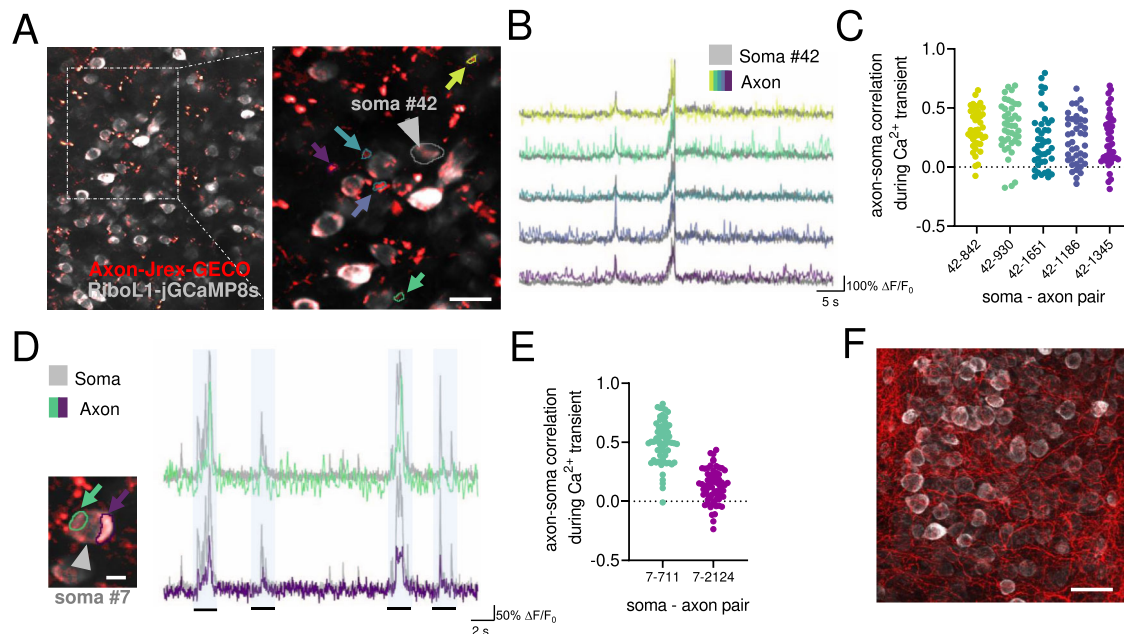 A
soma #42
Axon-Jrex-GECO
RiboL1-jGCaMP8s
B
Soma #42
Axon
100% ΔF/F₀
5 s
C
axon-soma correlation
during Ca²⁺ transient
1.0
0.5
0.0
-0.5
42-842
42-930
42-1651
42-1186
42-1345
soma - axon pair
D
Soma
Axon
soma #7
50% ΔF/F₀
2 s
E
axon-soma correlation
during Ca²⁺ transient
1.0
0.5
0.0
-0.5
7-711
7-2124
soma - axon pair
F